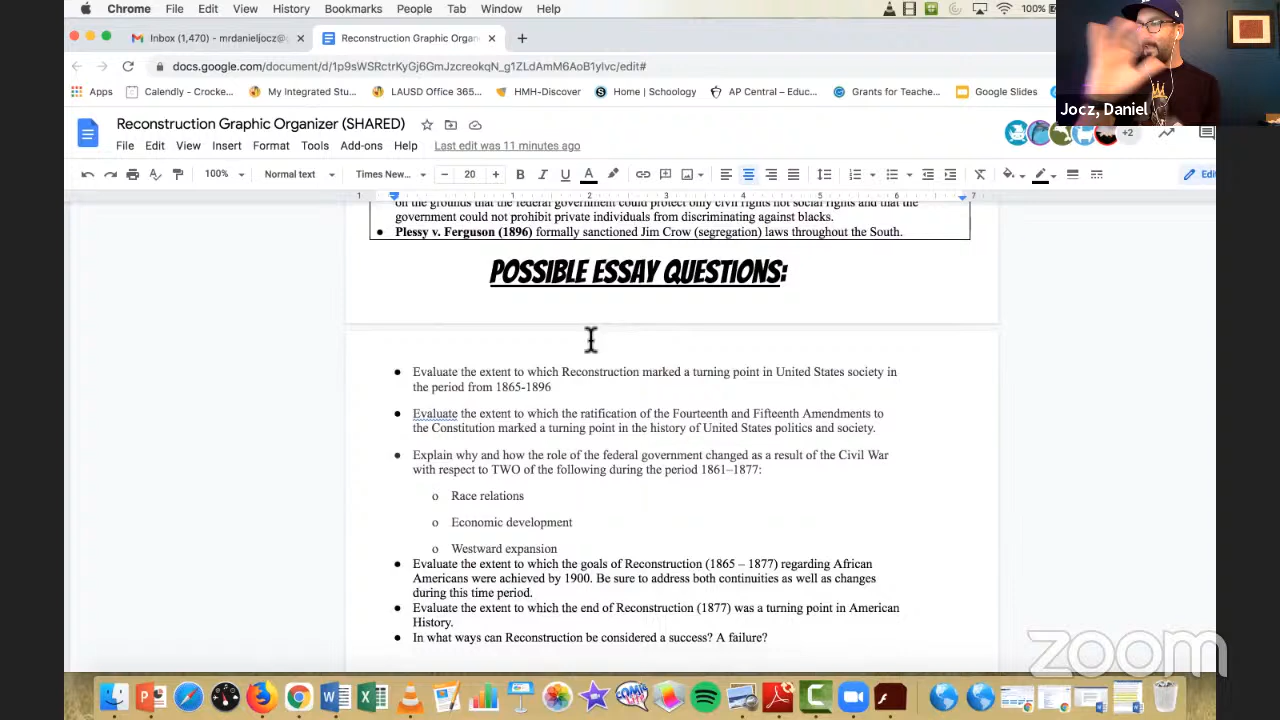 Chrome File Edit View History Bookmarks People Tab Window Help 100%
Inbox (1,470) - mrdanieljocz@ Reconstruction Graphic Organ
docs.google.com/document/d/1p9sWSRctrKyGj6GmJzcreokqN_g1ZLdAmM6AoB1ylvc/edit#
Apps Calendly - Crocke... My Integrated Stu... LAUSD Office 365... HMH-Discover Home | Schoology AP Central – Educ... Grants for Teache... Google Slides
Jocz, Daniel
Reconstruction Graphic Organizer (SHARED)
+2
File Edit View Insert Format Tools Add-ons Help Last edit was 11 minutes ago
100% Normal text Times New... 20 B I U A Edi
1 2 3 4 5 6 7
on the grounds that the federal government could protect only civil rights not social rights and that the
government could not prohibit private individuals from discriminating against blacks.
● Plessy v. Ferguson (1896) formally sanctioned Jim Crow (segregation) laws throughout the South.
POSSIBLE ESSAY QUESTIONS:
● Evaluate the extent to which Reconstruction marked a turning point in United States society in
the period from 1865-1896
● Evaluate the extent to which the ratification of the Fourteenth and Fifteenth Amendments to
the Constitution marked a turning point in the history of United States politics and society.
● Explain why and how the role of the federal government changed as a result of the Civil War
with respect to TWO of the following during the period 1861–1877:
o Race relations
o Economic development
o Westward expansion
● Evaluate the extent to which the goals of Reconstruction (1865 – 1877) regarding African
Americans were achieved by 1900. Be sure to address both continuities as well as changes
during this time period.
● Evaluate the extent to which the end of Reconstruction (1877) was a turning point in American
History.
● In what ways can Reconstruction be considered a success? A failure?
zoom